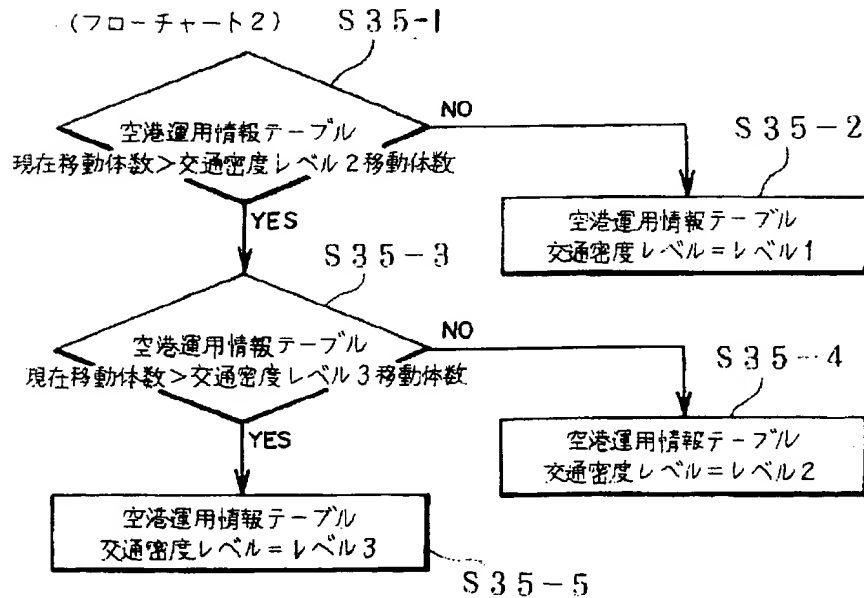 (フローチャート2)
S35-1
空港運用情報テーブル
現在移動体数>交通密度レベル2移動体数
NO
S35-2
空港運用情報テーブル
交通密度レベル=レベル1
YES
S35-3
空港運用情報テーブル
現在移動体数>交通密度レベル3移動体数
NO
S35-4
空港運用情報テーブル
交通密度レベル=レベル2
YES
空港運用情報テーブル
交通密度レベル=レベル3
S35-5